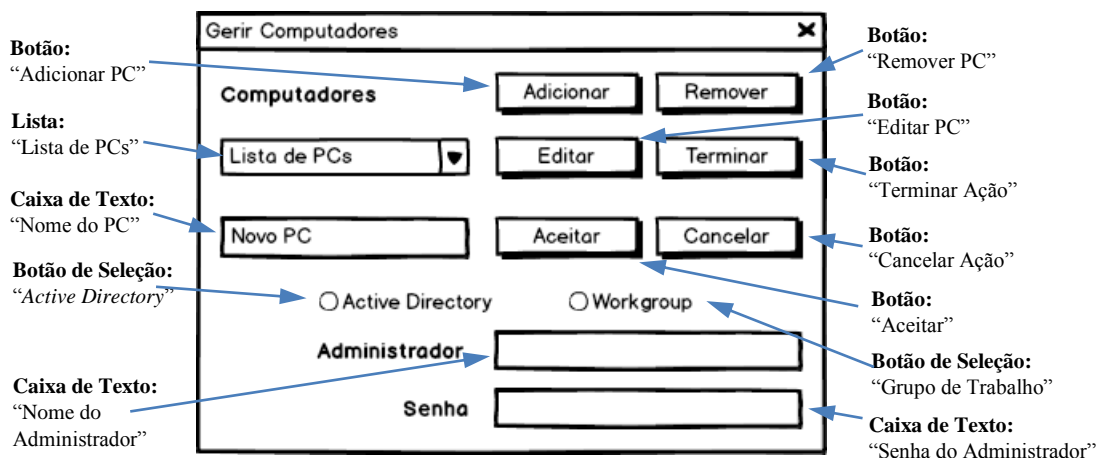 Gerir Computadores
Botão:
“Adicionar PC”
Lista:
“Lista de PCs”
Caixa de Texto:
“Nome do PC”
Botão de Seleção:
“Active Directory”
Caixa de Texto:
“Nome do
Administrador”
Computadores
Adicionar
Remover
Lista de PCs
Editar
Terminar
Novo PC
Aceitar
Cancelar
Active Directory
Workgroup
Administrador
Senha
Botão:
“Remover PC”
Botão:
“Editar PC”
Botão:
“Terminar Ação”
Botão:
“Cancelar Ação”
Botão:
“Aceitar”
Botão de Seleção:
“Grupo de Trabalho”
Caixa de Texto:
“Senha do Administrador”